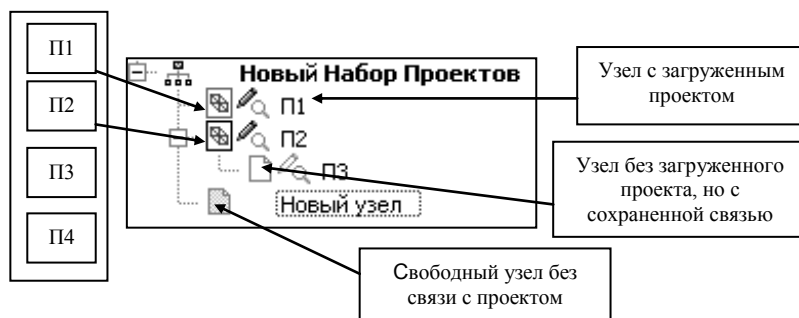 П1
П2
П3
П4
Новый Набор Проектов
П1
П2
П3
Новый узел
Узел с загруженным
проектом
Узел без загруженного
проекта, но с
сохраненной связью
Свободный узел без
связи с проектом